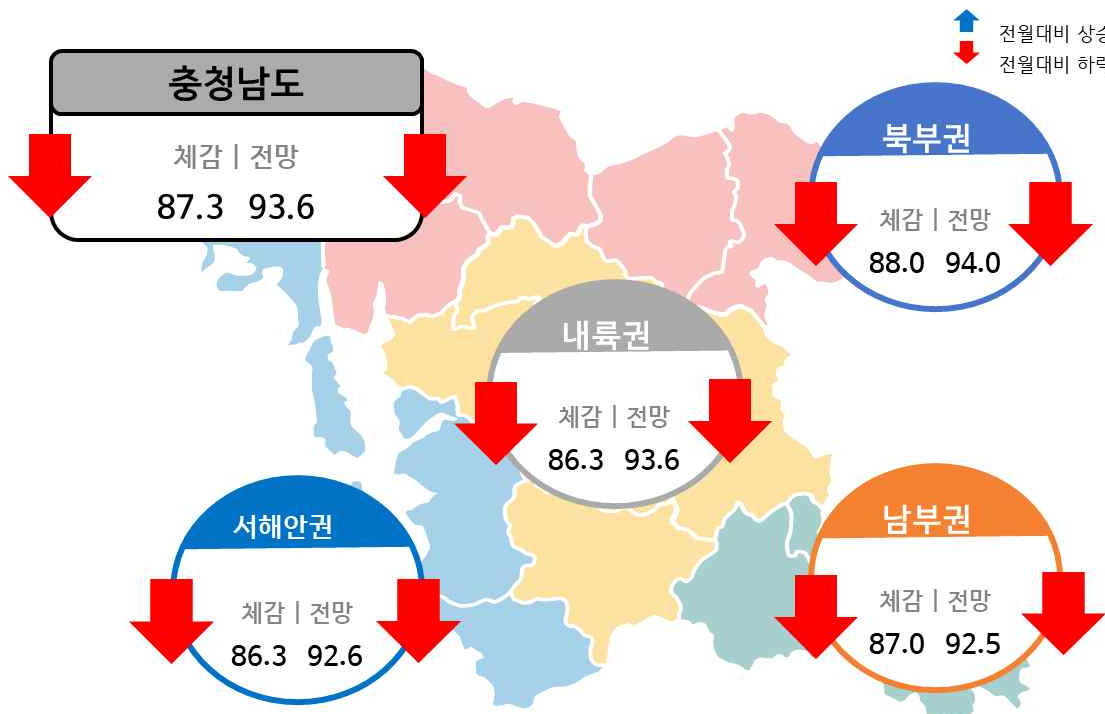 전월대비 상승
전월대비 하락
충청남도
체감 | 전망
87.3 93.6
북부권
체감 | 전망
88.0 94.0
내륙권
체감 | 전망
86.3 93.6
서해안권
체감 | 전망
86.3 92.6
남부권
체감 | 전망
87.0 92.5